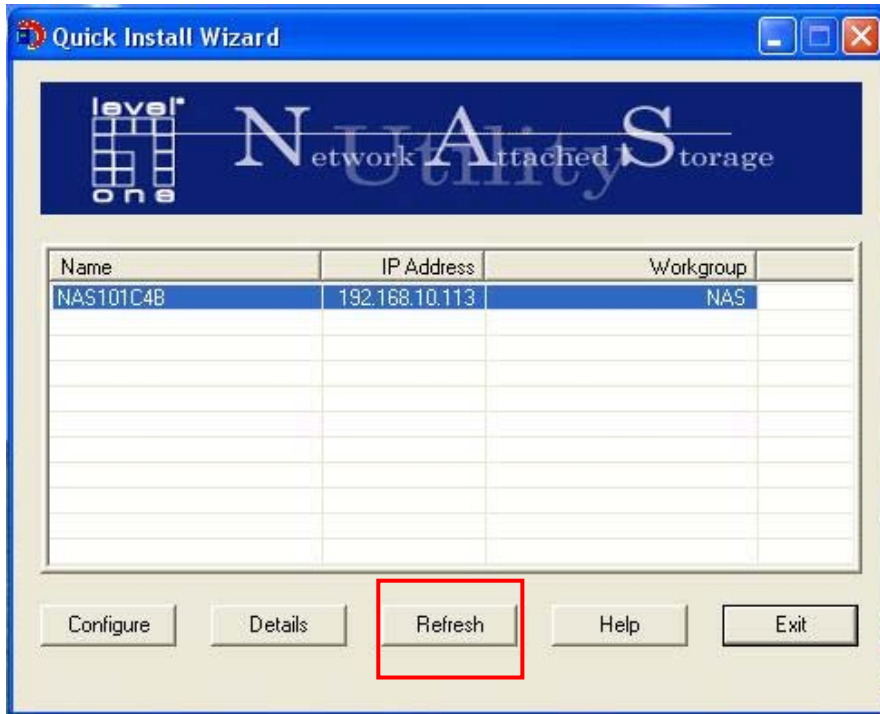 Quick Install Wizard
level one
Network Attached Storage
Utility
Name IP Address Workgroup
NAS101C4B 192.168.10.113 NAS
Configure Details Refresh Help Exit